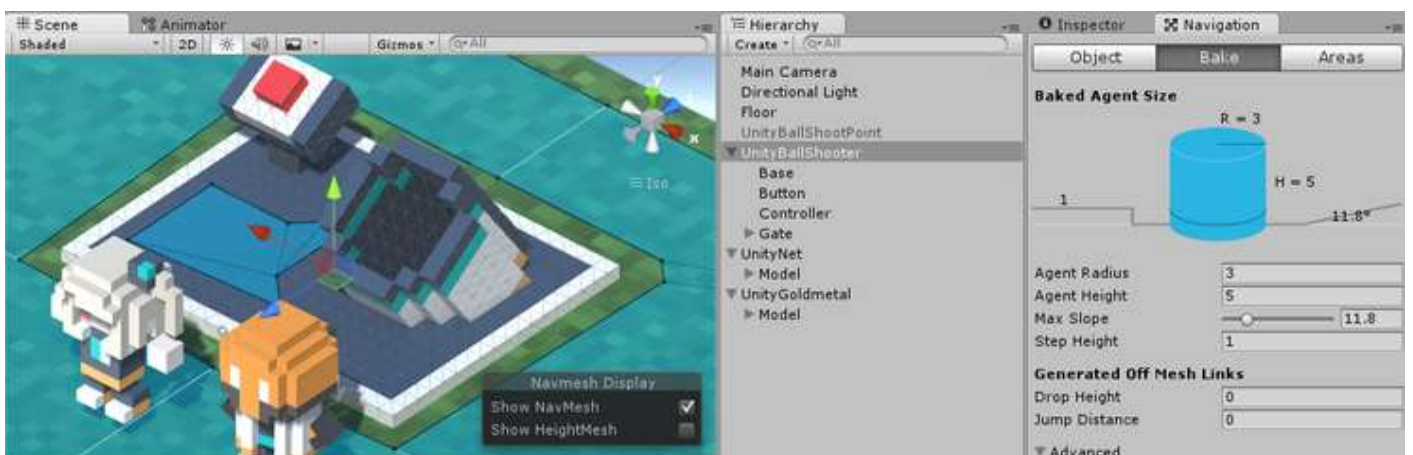 Scene Animator
Shaded 2D Gizmos All
Y
X
Iso
Navmesh Display
Show NavMesh
Show HeightMesh
Hierarchy
Create All
Main Camera
Directional Light
Floor
UnityBallShootPoint
UnityBallShooter
Base
Button
Controller
Gate
UnityNet
Model
UnityGoldmetal
Model
Inspector Navigation
Object Bake Areas
Baked Agent Size
R = 3
H = 5
1
11.8°
Agent Radius 3
Agent Height 5
Max Slope 11.8
Step Height 1
Generated Off Mesh Links
Drop Height 0
Jump Distance 0
Advanced